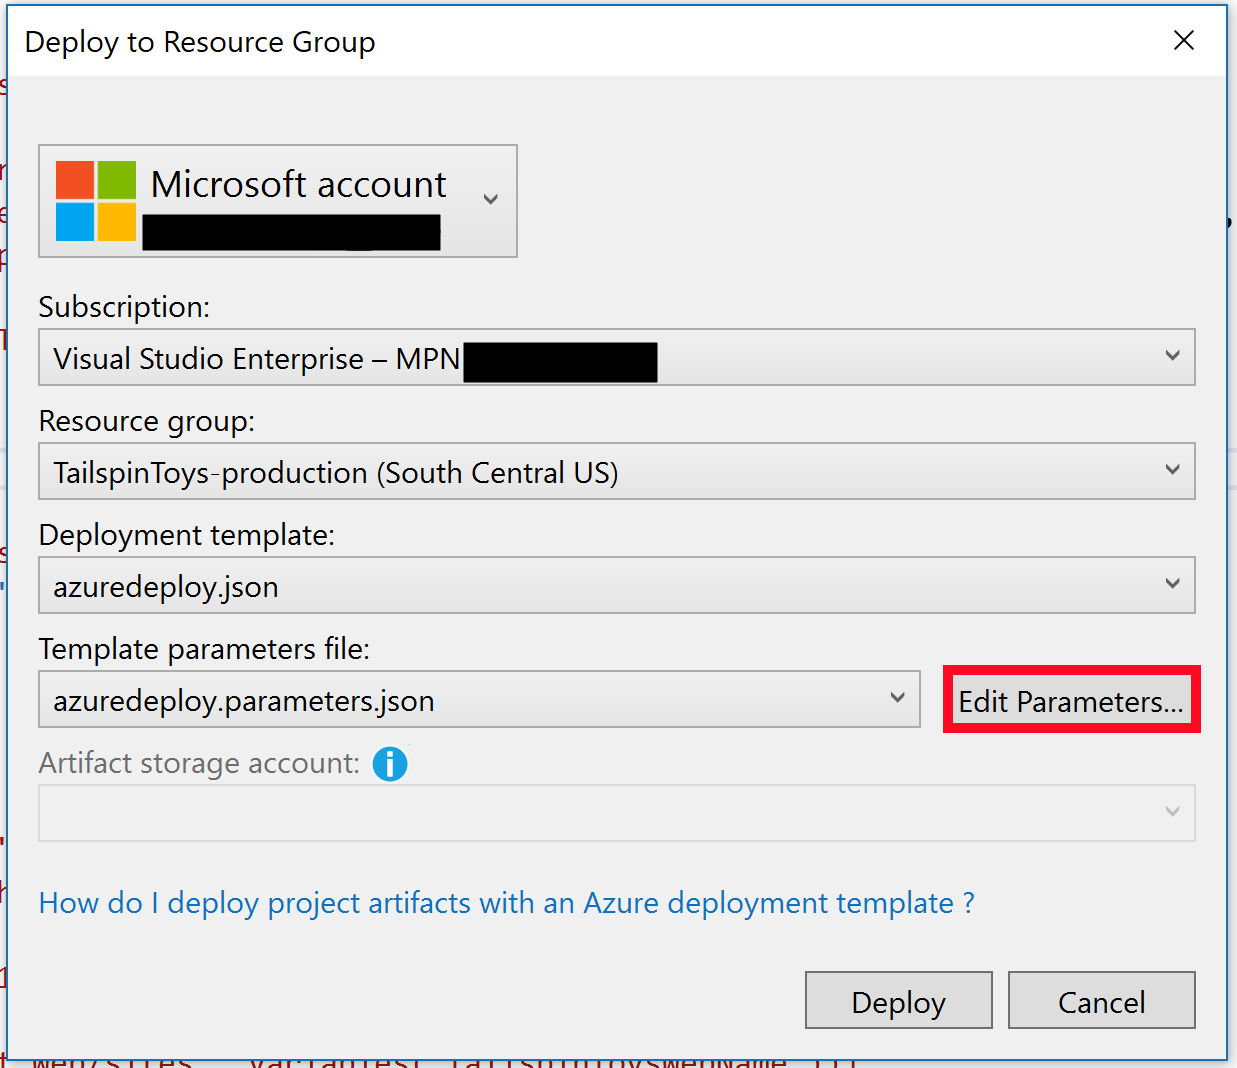 Deploy to Resource Group
Microsoft account
Subscription:
Visual Studio Enterprise – MPN
Resource group:
TailspinToys-production (South Central US)
Deployment template:
azuredeploy.json
Template parameters file:
azuredeploy.parameters.json
Edit Parameters...
Artifact storage account:
How do I deploy project artifacts with an Azure deployment template ?
Deploy
Cancel